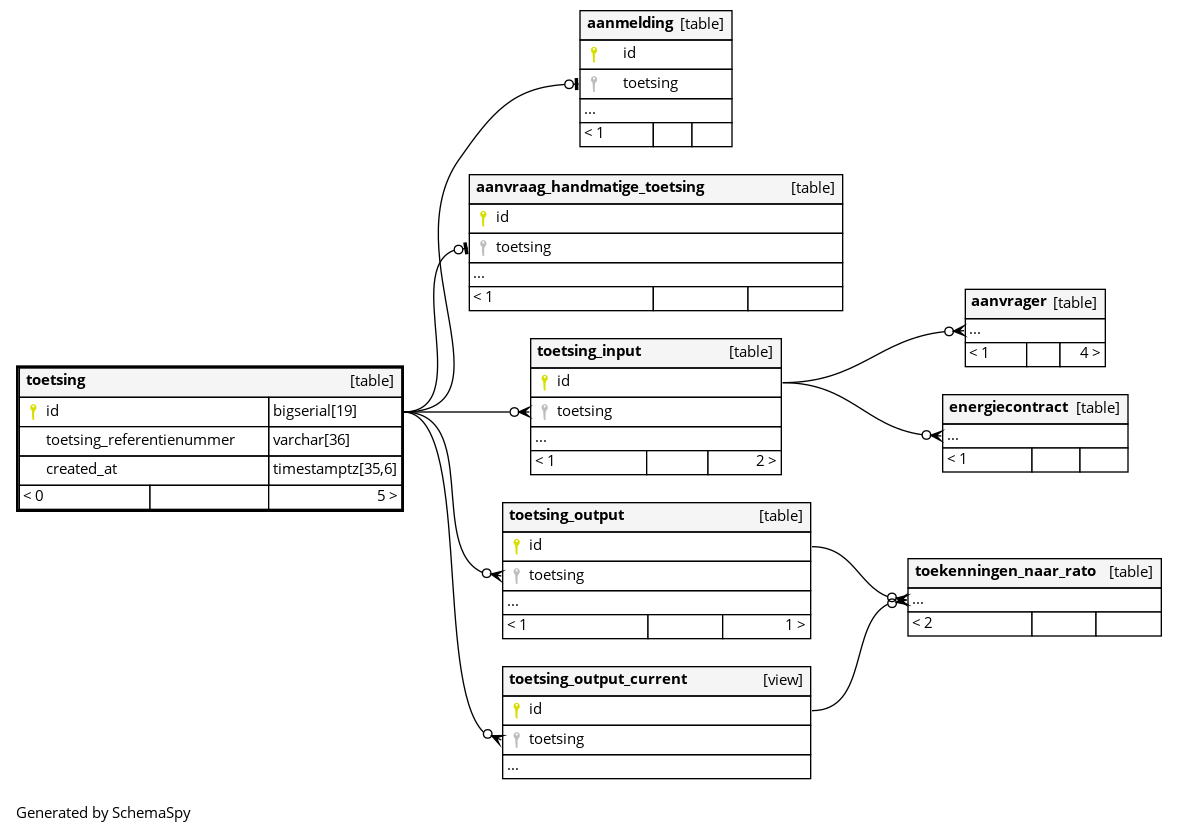 aanmelding [table]
id
toetsing
...
< 1
aanvraag_handmatige_toetsing [table]
id
toetsing
...
< 1
toetsing_input [table]
id
toetsing
...
< 1 2 >
aanvrager [table]
...
< 1 4 >
energiecontract [table]
...
< 1
toetsing [table]
id bigserial[19]
toetsing_referentienummer varchar[36]
created_at timestamptz[35,6]
< 0 5 >
toetsing_output [table]
id
toetsing
...
< 1 1 >
toekenningen_naar_rato [table]
...
< 2
toetsing_output_current [view]
id
toetsing
...
Generated by SchemaSpy